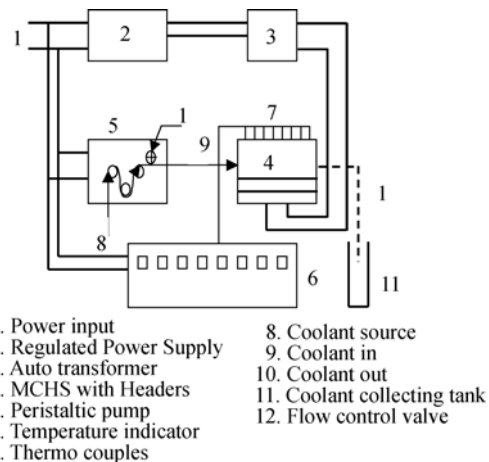 1
2
3
5
1
9
7
4
8
1
6
11
. Power input
. Regulated Power Supply
. Auto transformer
. MCHS with Headers
. Peristaltic pump
. Temperature indicator
. Thermo couples
8. Coolant source
9. Coolant in
10. Coolant out
11. Coolant collecting tank
12. Flow control valve